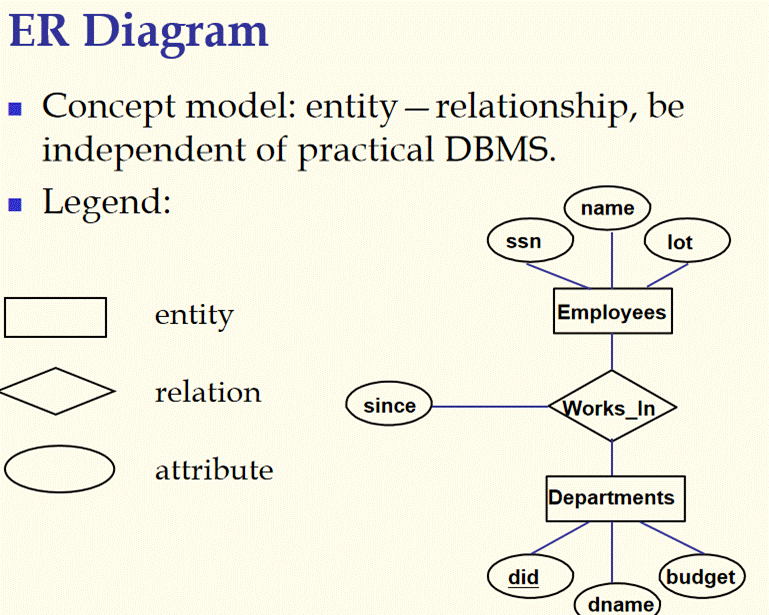 ER Diagram
Concept model: entity – relationship, be
independent of practical DBMS.
Legend:
name
ssn
lot
entity
Employees
relation
since
Works_In
attribute
Departments
did
budget
dname